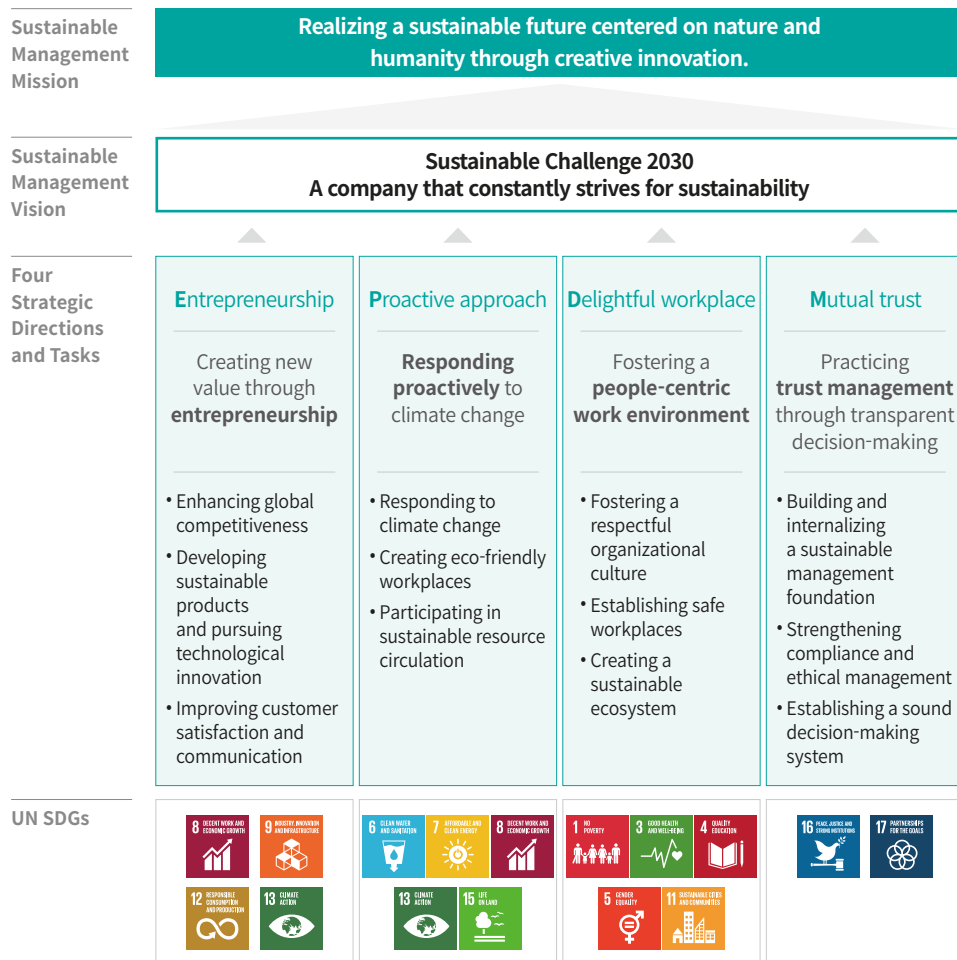 Sustainable
Management
Mission
Realizing a sustainable future centered on nature and
humanity through creative innovation.
Sustainable
Management
Vision
Sustainable Challenge 2030
A company that constantly strives for sustainability
Four
Strategic
Directions
and Tasks
Entrepreneurship
Creating new
value through
entrepreneurship
• Enhancing global
competitiveness
• Developing
sustainable
products
and pursuing
technological
innovation
• Improving customer
satisfaction and
communication
Proactive approach
Responding
proactively to
climate change
• Responding to
climate change
• Creating eco-friendly
workplaces
• Participating in
sustainable resource
circulation
Delightful workplace
Fostering a
people-centric
work environment
• Fostering a
respectful
organizational
culture
• Establishing safe
workplaces
• Creating a
sustainable
ecosystem
Mutual trust
Practicing
trust management
through transparent
decision-making
• Building and
internalizing
a sustainable
management
foundation
• Strengthening
compliance and
ethical management
• Establishing a sound
decision-making
system
UN SDGs
8 DECENT WORK AND
ECONOMIC GROWTH
9 INDUSTRY, INNOVATION
AND INFRASTRUCTURE
12 RESPONSIBLE
CONSUMPTION
AND PRODUCTION
13 CLIMATE
ACTION
6 CLEAN WATER
AND SANITATION
7 AFFORDABLE AND
CLEAN ENERGY
8 DECENT WORK AND
ECONOMIC GROWTH
13 CLIMATE
ACTION
15 LIFE
ON LAND
1 NO
POVERTY
3 GOOD HEALTH
AND WELL-BEING
4 QUALITY
EDUCATION
5 GENDER
EQUALITY
11 SUSTAINABLE CITIES
AND COMMUNITIES
16 PEACE, JUSTICE AND
STRONG INSTITUTIONS
17 PARTNERSHIPS
FOR THE GOALS